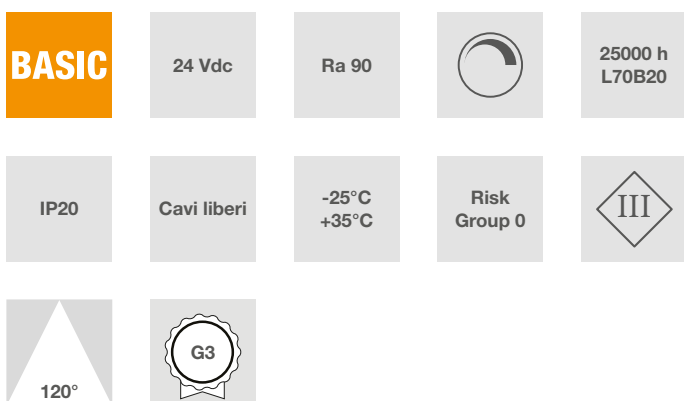 BASIC
24 Vdc
Ra 90
25000 h
L70B20
IP20
Cavi liberi
-25°C
+35°C
Risk
Group 0
III
120°
G3